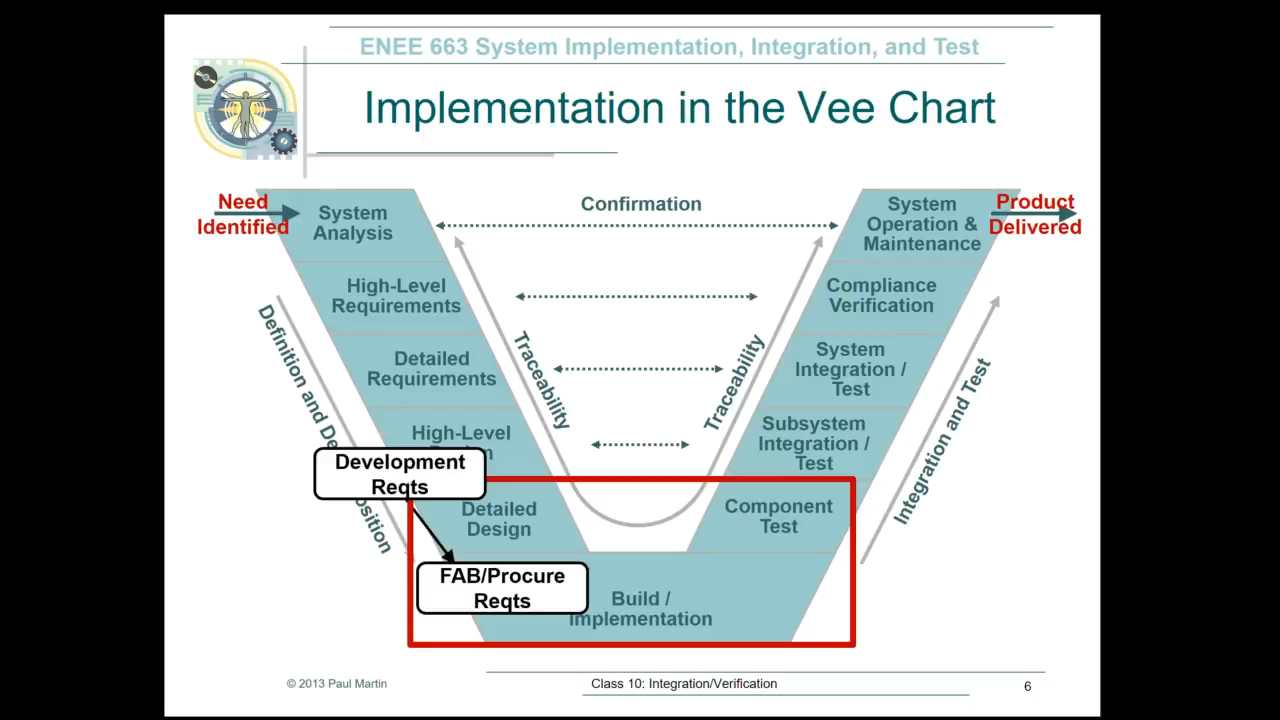 ENEE 663 System Implementation, Integration, and Test
Implementation in the Vee Chart
Need
Identified
System
Analysis
Confirmation
System
Operation &
Maintenance
Product
Delivered
High-Level
Requirements
Compliance
Verification
Detailed
Requirements
System
Integration /
Test
Definition and De
position
Traceability
Traceability
Integration and Test
High-Level
Subsystem
Integration /
Test
Development
Reqts
Detailed
Design
Component
Test
FAB/Procure
Reqts
Build /
Implementation
© 2013 Paul Martin
Class 10: Integration/Verification
6